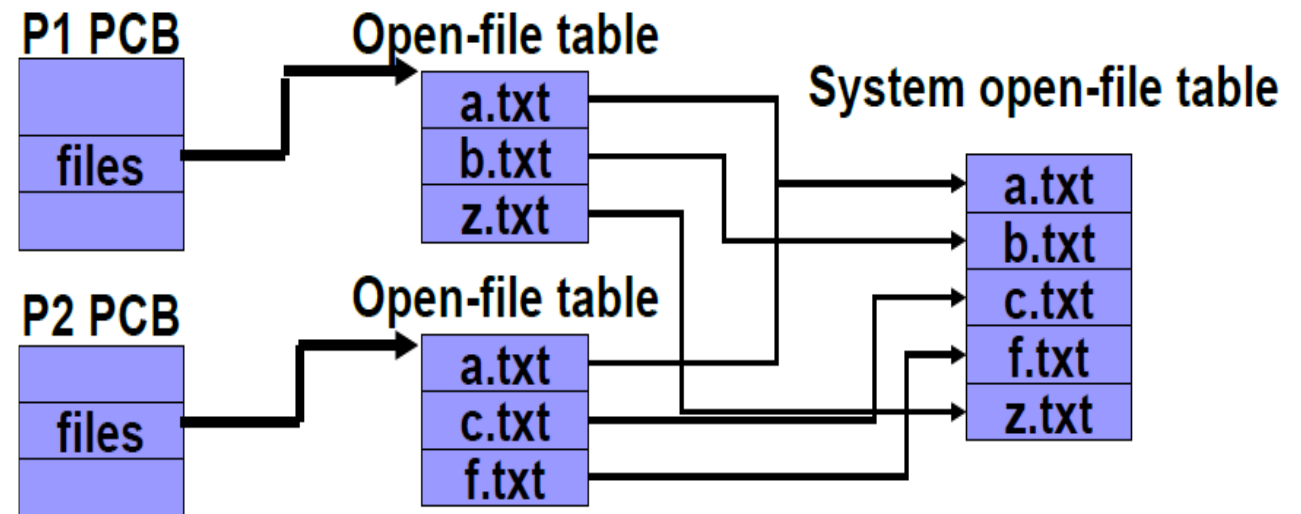 P1 PCB
files
Open-file table
a.txt
b.txt
z.txt
P2 PCB
files
Open-file table
a.txt
c.txt
f.txt
System open-file table
a.txt
b.txt
c.txt
f.txt
z.txt